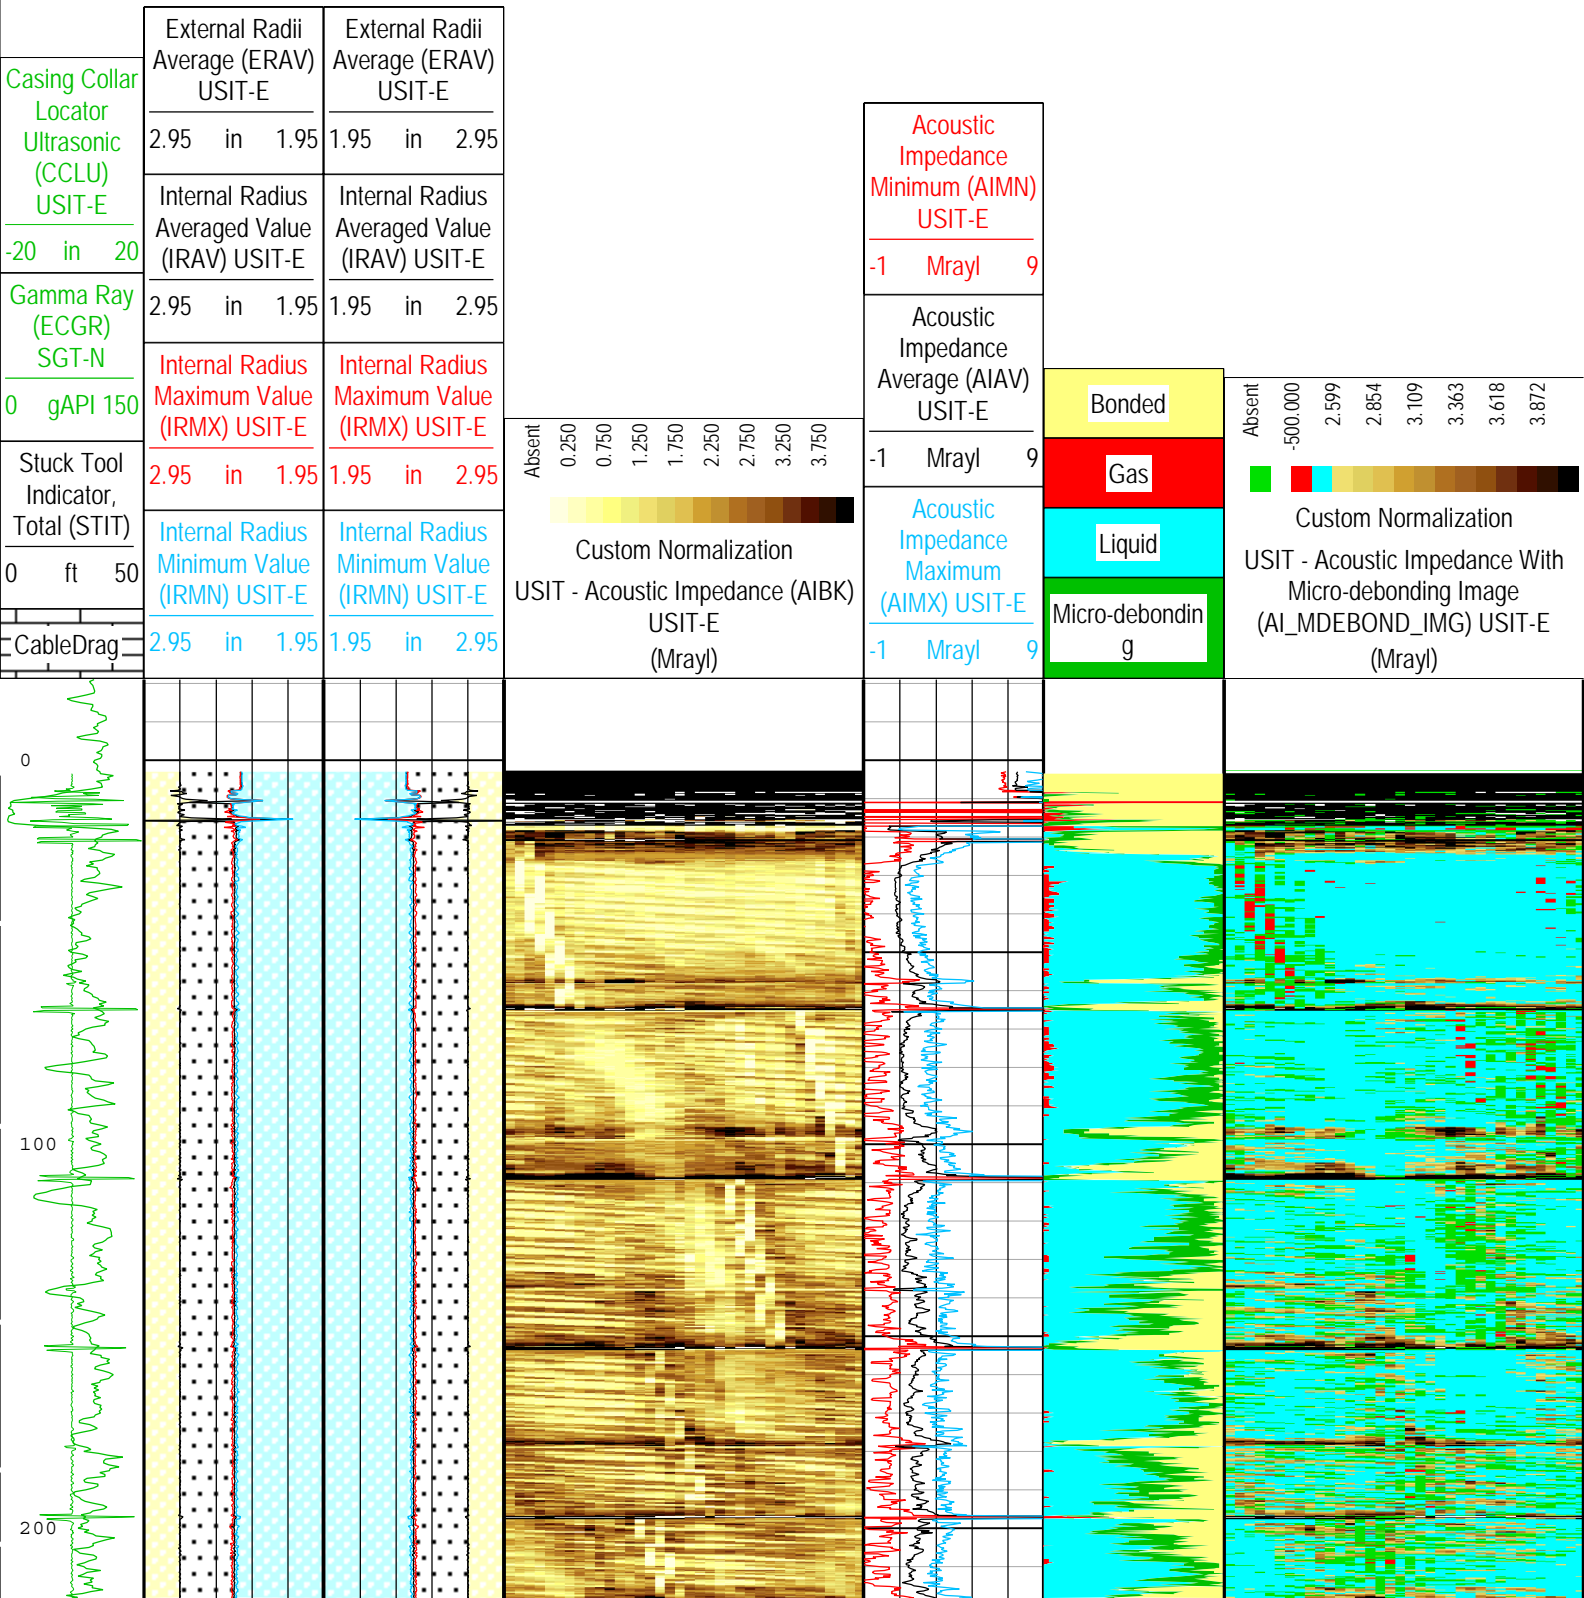 Casing Collar
Locator
Ultrasonic
(CCLU)
USIT-E
-20 in 20
Gamma Ray
(ECGR)
SGT-N
0 gAPI 150
Stuck Tool
Indicator,
Total (STIT)
0 ft 50
CableDrag
External Radii
Average (ERAV)
USIT-E
2.95 in 1.95
Internal Radius
Averaged Value
(IRAV) USIT-E
2.95 in 1.95
Internal Radius
Maximum Value
(IRMX) USIT-E
2.95 in 1.95
Internal Radius
Minimum Value
(IRMN) USIT-E
2.95 in 1.95
External Radii
Average (ERAV)
USIT-E
1.95 in 2.95
Internal Radius
Averaged Value
(IRAV) USIT-E
1.95 in 2.95
Internal Radius
Maximum Value
(IRMX) USIT-E
1.95 in 2.95
Internal Radius
Minimum Value
(IRMN) USIT-E
1.95 in 2.95
Absent
0.250
0.750
1.250
1.750
2.250
2.750
3.250
3.750
Custom Normalization
USIT - Acoustic Impedance (AIBK)
USIT-E
(Mrayl)
Acoustic
Impedance
Minimum (AIMN)
USIT-E
-1 Mrayl 9
Acoustic
Impedance
Average (AIAV)
USIT-E
-1 Mrayl 9
Acoustic
Impedance
Maximum
(AIMX) USIT-E
-1 Mrayl 9
Bonded
Gas
Liquid
Micro-debondin
g
Absent
-500.000
2.599
2.854
3.109
3.363
3.618
3.872
Custom Normalization
USIT - Acoustic Impedance With
Micro-debonding Image
(AI_MDEBOND_IMG) USIT-E
(Mrayl)
0
100
200